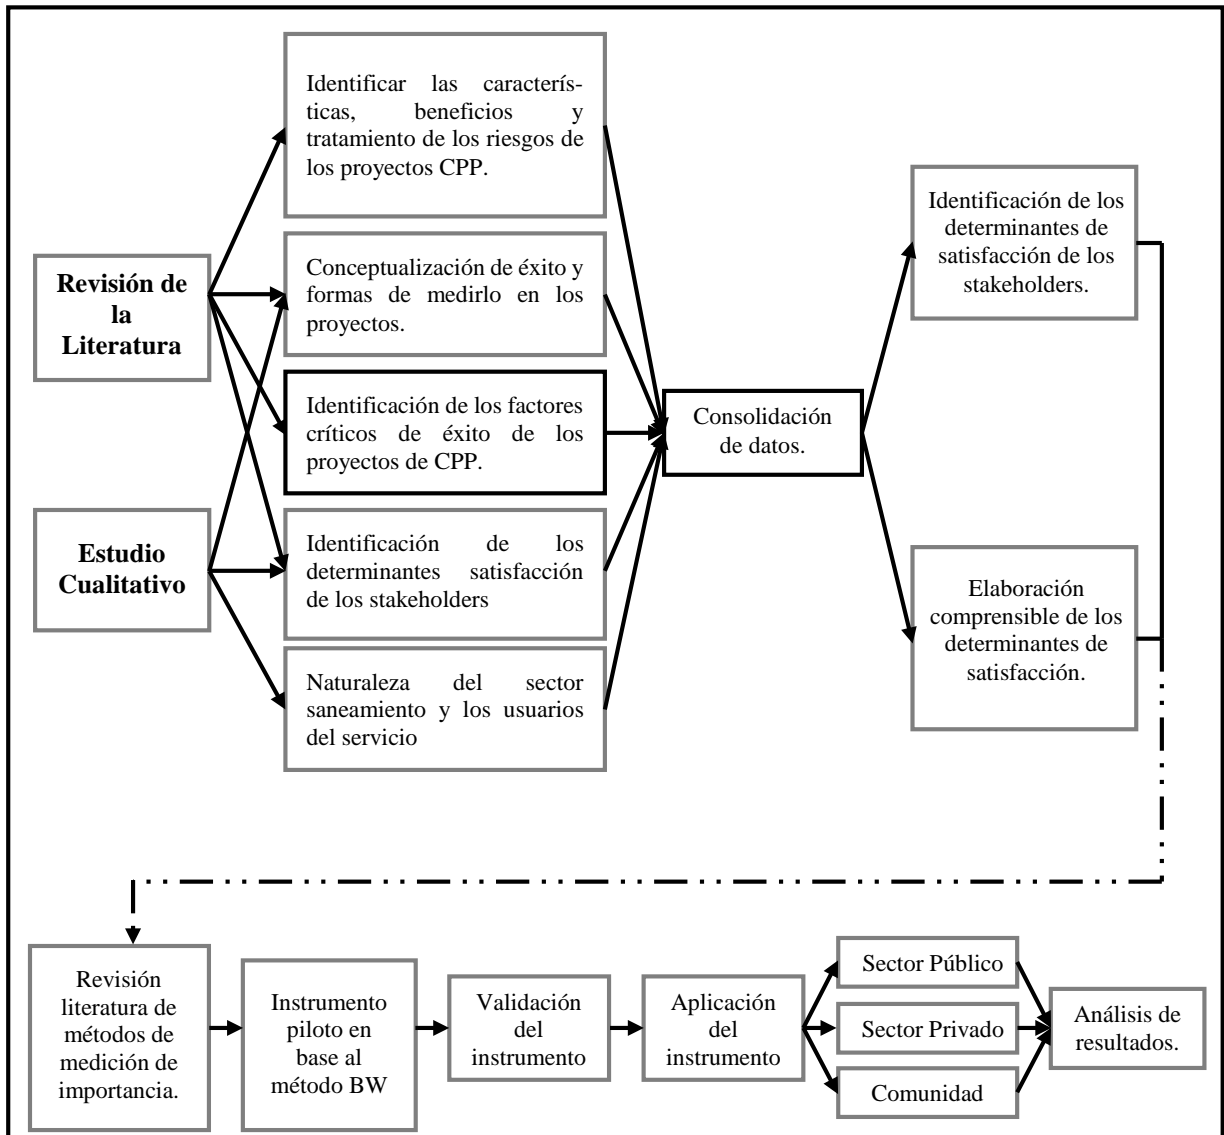 Identificar las caracterís-
ticas, beneficios y
tratamiento de los riesgos de
los proyectos CPP.
Revisión de
la
Literatura
Conceptualización de éxito y
formas de medirlo en los
proyectos.
Identificación de los factores
críticos de éxito de los
proyectos de CPP.
Estudio
Cualitativo
Identificación de los
determinantes satisfacción
de los stakeholders
Naturaleza del sector
saneamiento y los usuarios
del servicio
Consolidación
de datos.
Identificación de los
determinantes de
satisfacción de los
stakeholders.
Elaboración
comprensible de los
determinantes de
satisfacción.
Revisión
literatura de
métodos de
medición de
importancia.
Instrumento
piloto en
base al
método BW
Validación
del
instrumento
Aplicación
del
instrumento
Sector Público
Sector Privado
Comunidad
Análisis de
resultados.